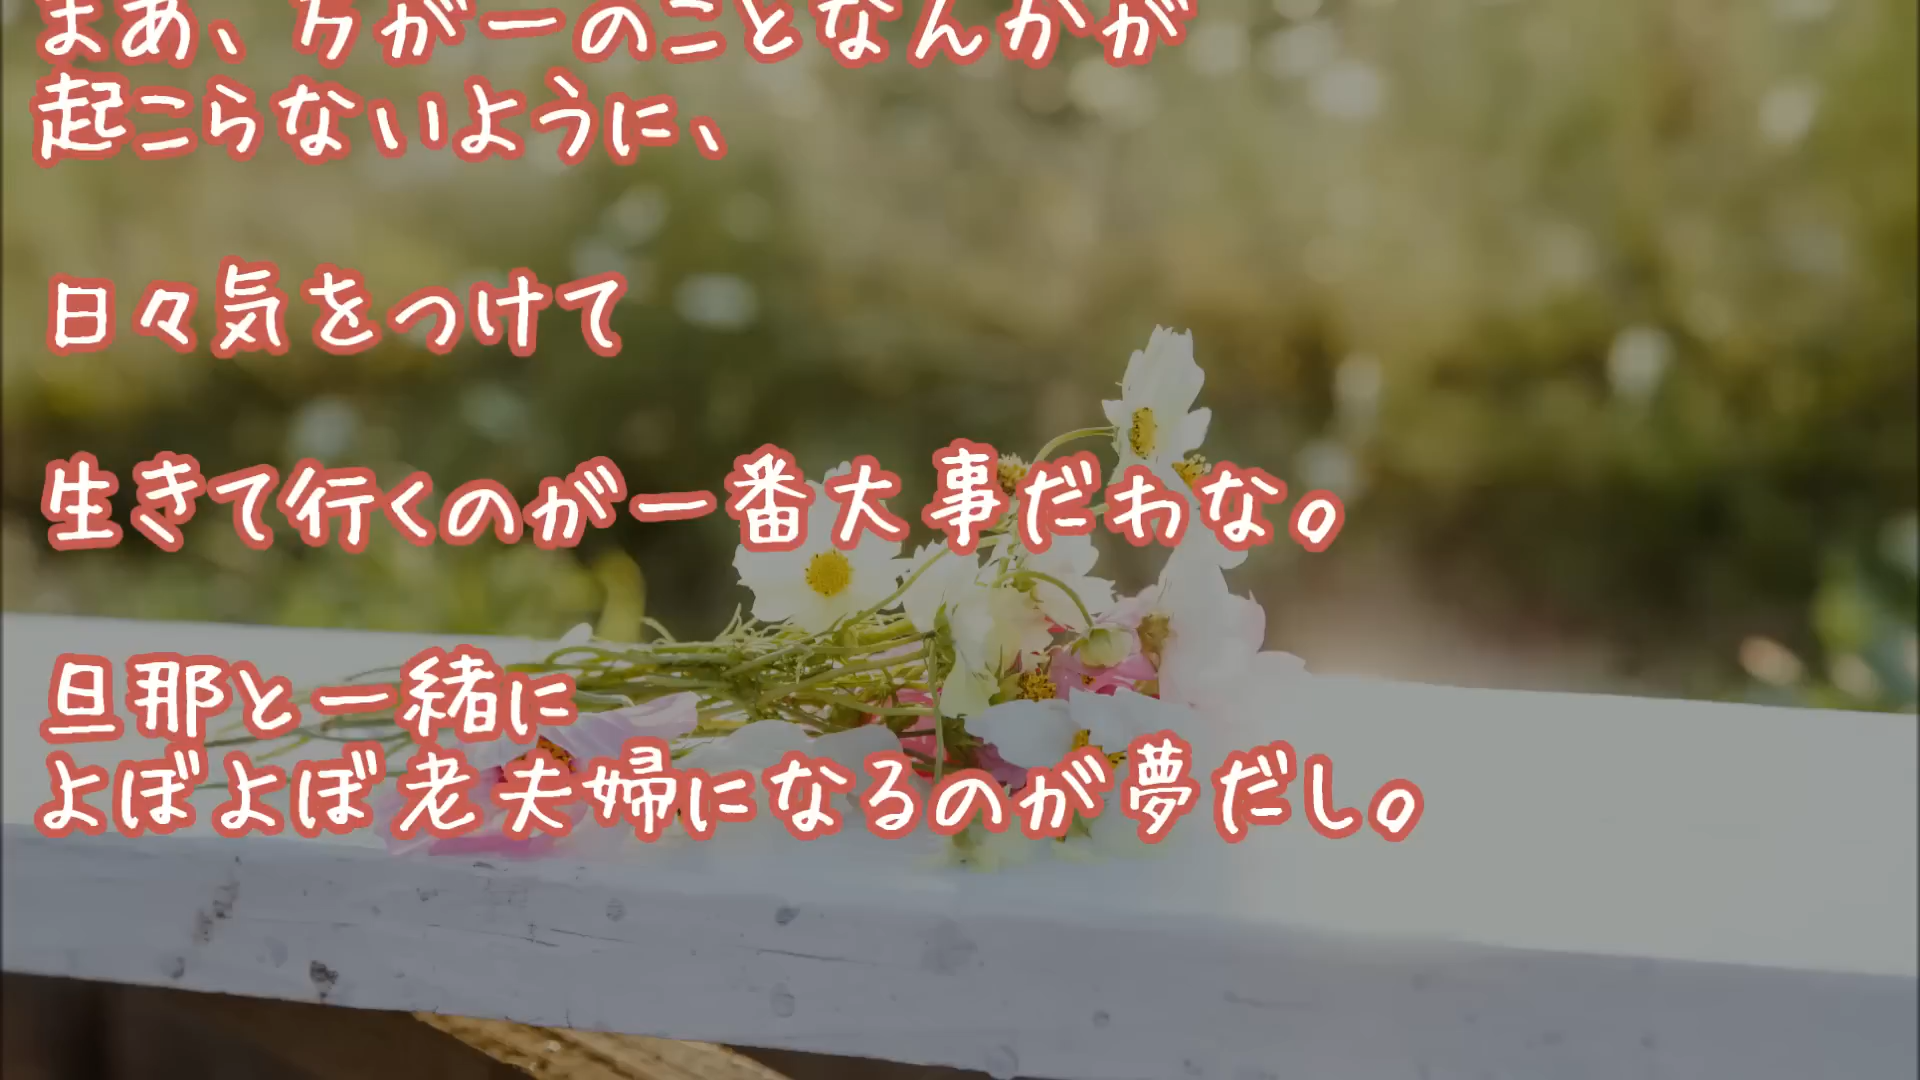 まあ、万が一のことなんかが
起こらないように、
日々気をつけて
生きて行くのが一番大事だわな。
旦那と一緒に
よぼよぼ老夫婦になるのが夢だし。